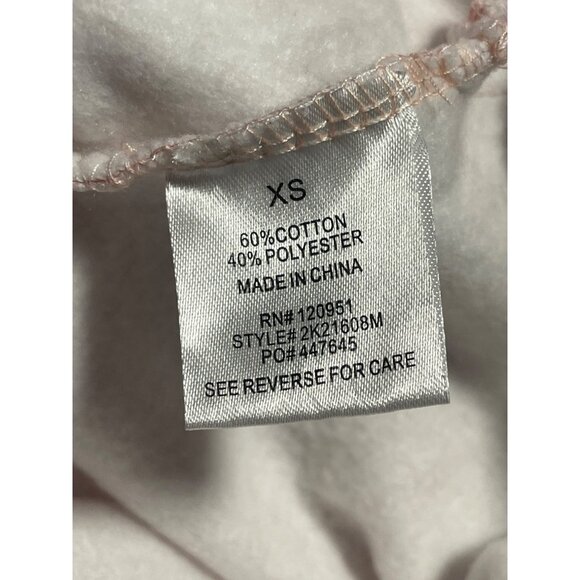 XS
60%COTTON
40%POLYESTER
MADE IN CHINA
RN# 120951
STYLE# 2K21608M
PO# 447645
SEE REVERSE FOR CARE